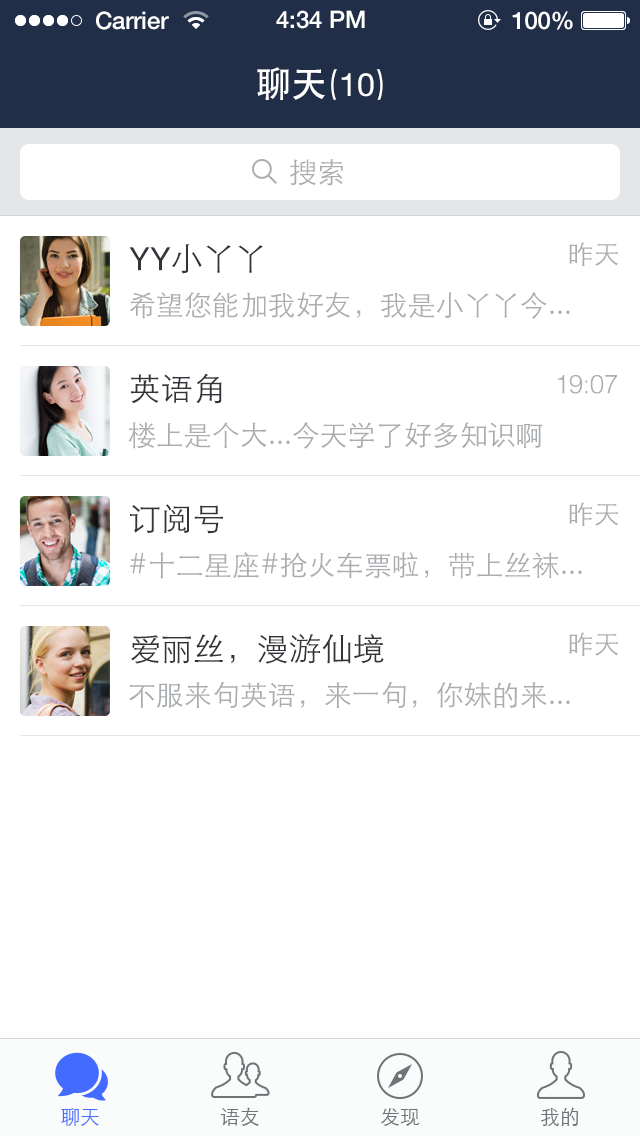 Carrier 4:34 PM 100%
聊天(10)
搜索
YY小丫丫 昨天
希望您能加我好友，我是小丫丫今...
英语角 19:07
楼上是个大...今天学了好多知识啊
订阅号 昨天
#十二星座#抢火车票啦，带上丝袜...
爱丽丝，漫游仙境 昨天
不服来句英语，来一句，你妹的来...
聊天 语友 发现 我的